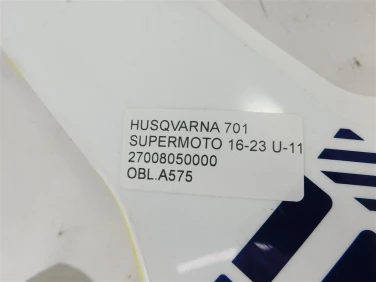 HUSQVARNA 701
SUPERMOTO 16-23 U-11
27008050000
OBL.A575